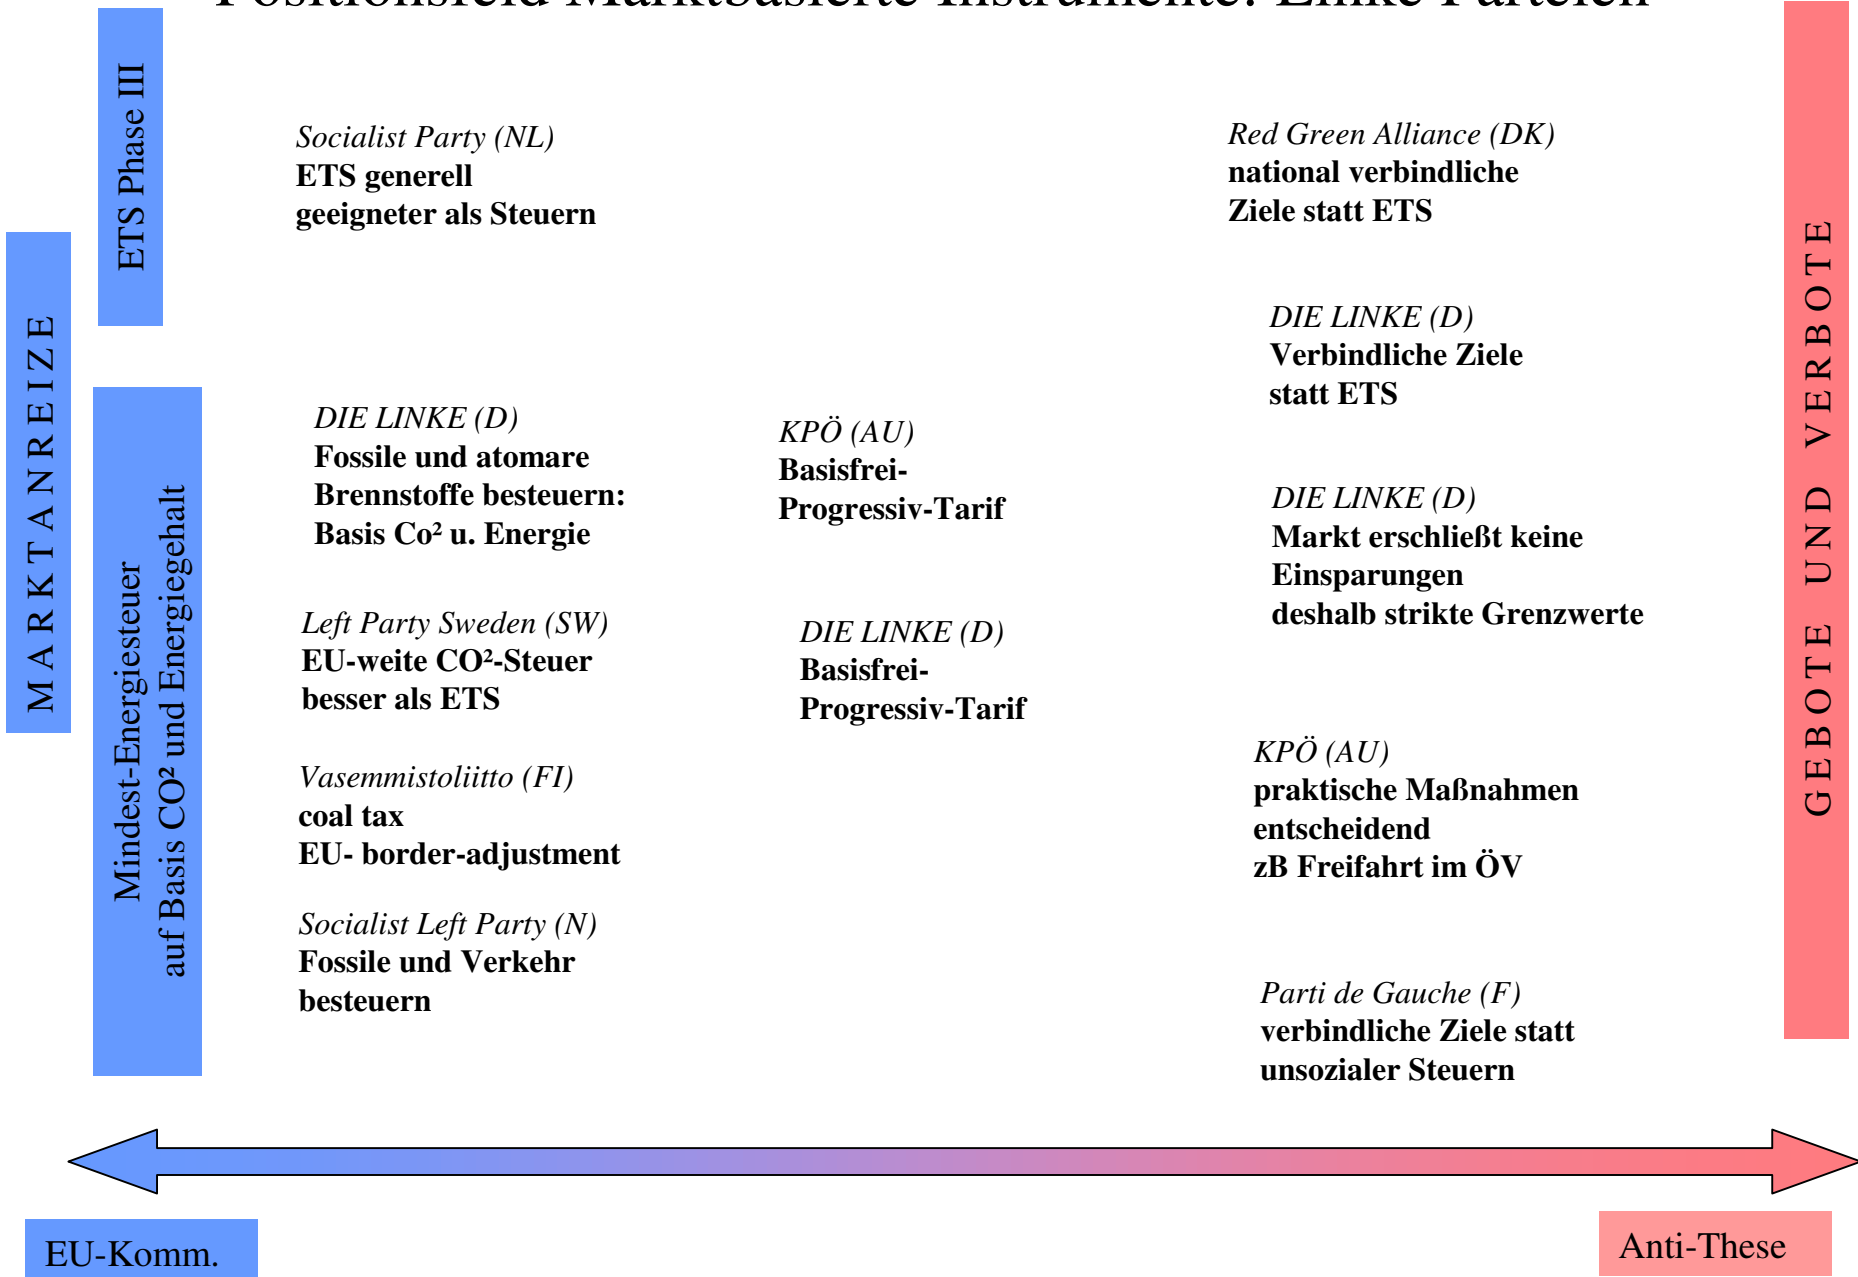 Positionsfeld Marktbasierte Instrumente: Linke Parteien
ETS Phase III
MARKTANREIZE
Mindest-Energiesteuer
auf Basis CO² und Energiegehalt
Socialist Party (NL)
ETS generell
geeigneter als Steuern
DIE LINKE (D)
Fossile und atomare
Brennstoffe besteuern:
Basis Co² u. Energie
Left Party Sweden (SW)
EU-weite CO²-Steuer
besser als ETS
Vasemmistoliitto (FI)
coal tax
EU- border-adjustment
Socialist Left Party (N)
Fossile und Verkehr
besteuern
KPÖ (AU)
Basisfrei-
Progressiv-Tarif
DIE LINKE (D)
Basisfrei-
Progressiv-Tarif
Red Green Alliance (DK)
national verbindliche
Ziele statt ETS
DIE LINKE (D)
Verbindliche Ziele
statt ETS
DIE LINKE (D)
Markt erschließt keine
Einsparungen
deshalb strikte Grenzwerte
KPÖ (AU)
praktische Maßnahmen
entscheidend
zB Freifahrt im ÖV
Parti de Gauche (F)
verbindliche Ziele statt
unsozialer Steuern
GEBOTE UND VERBOTE
EU-Komm.
Anti-These